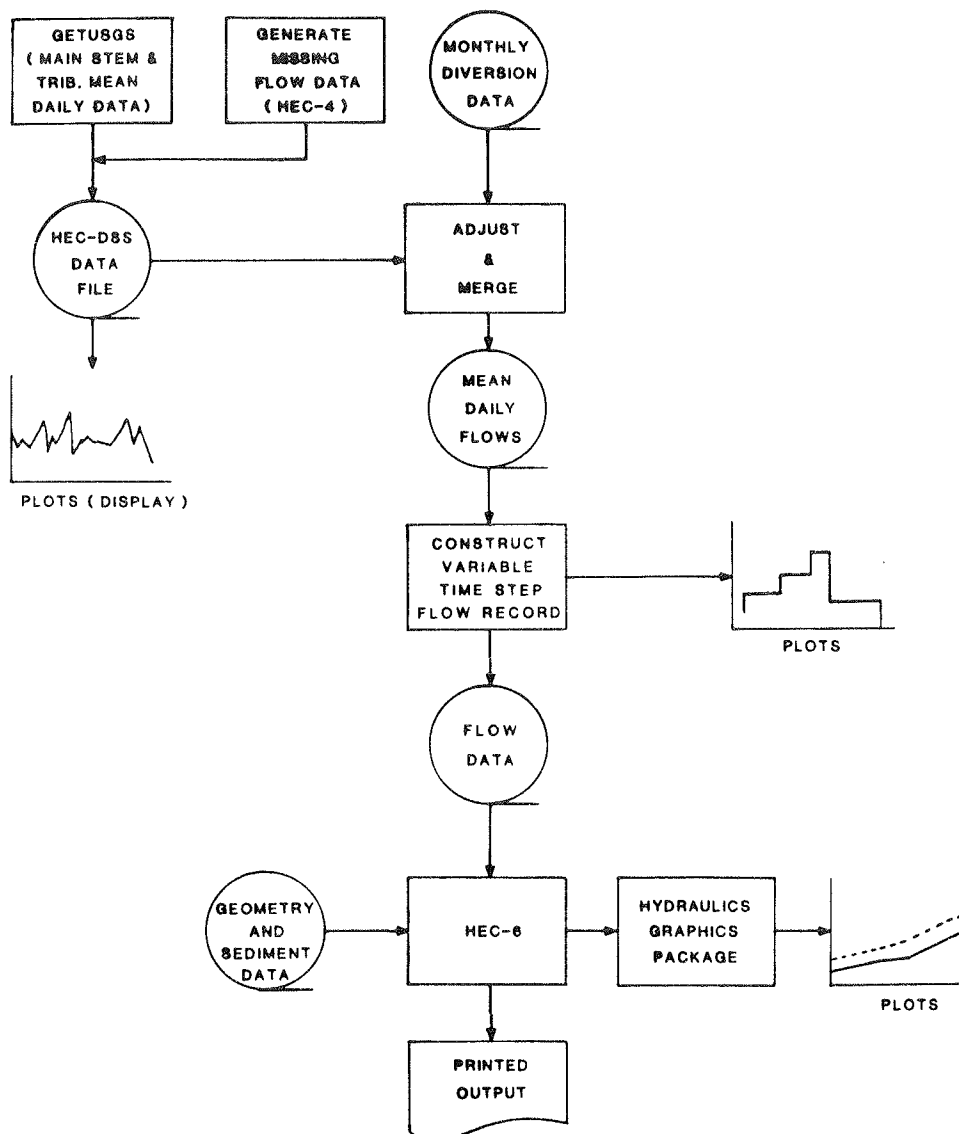 GETUSGS
( MAIN STEM &
TRIB. MEAN
DAILY DATA )
GENERATE
MISSING
FLOW DATA
( HEC-4 )
MONTHLY
DIVERSION
DATA
HEC-DSS
DATA
FILE
ADJUST
&
MERGE
PLOTS ( DISPLAY )
MEAN
DAILY
FLOWS
CONSTRUCT
VARIABLE
TIME STEP
FLOW RECORD
PLOTS
FLOW
DATA
GEOMETRY
AND
SEDIMENT
DATA
HEC-6
HYDRAULICS
GRAPHICS
PACKAGE
PLOTS
PRINTED
OUTPUT